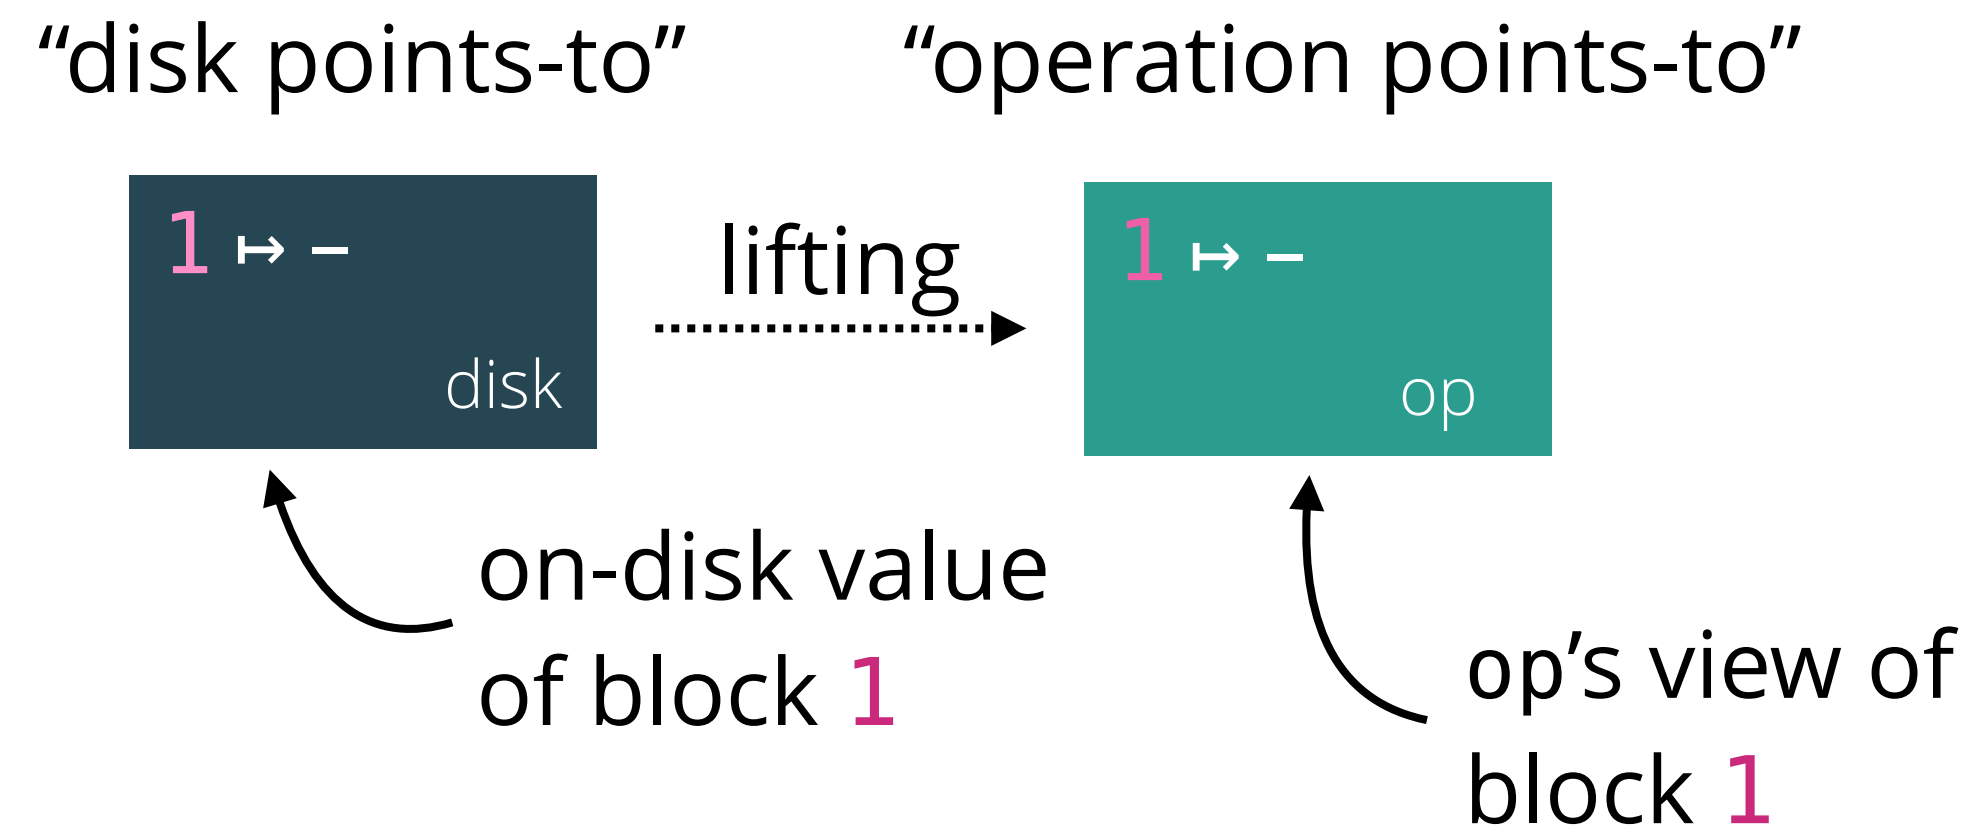 “disk points-to”
“operation points-to”
1 ↦ –
disk
lifting
1 ↦ –
op
on-disk value
of block 1
op’s view of
block 1